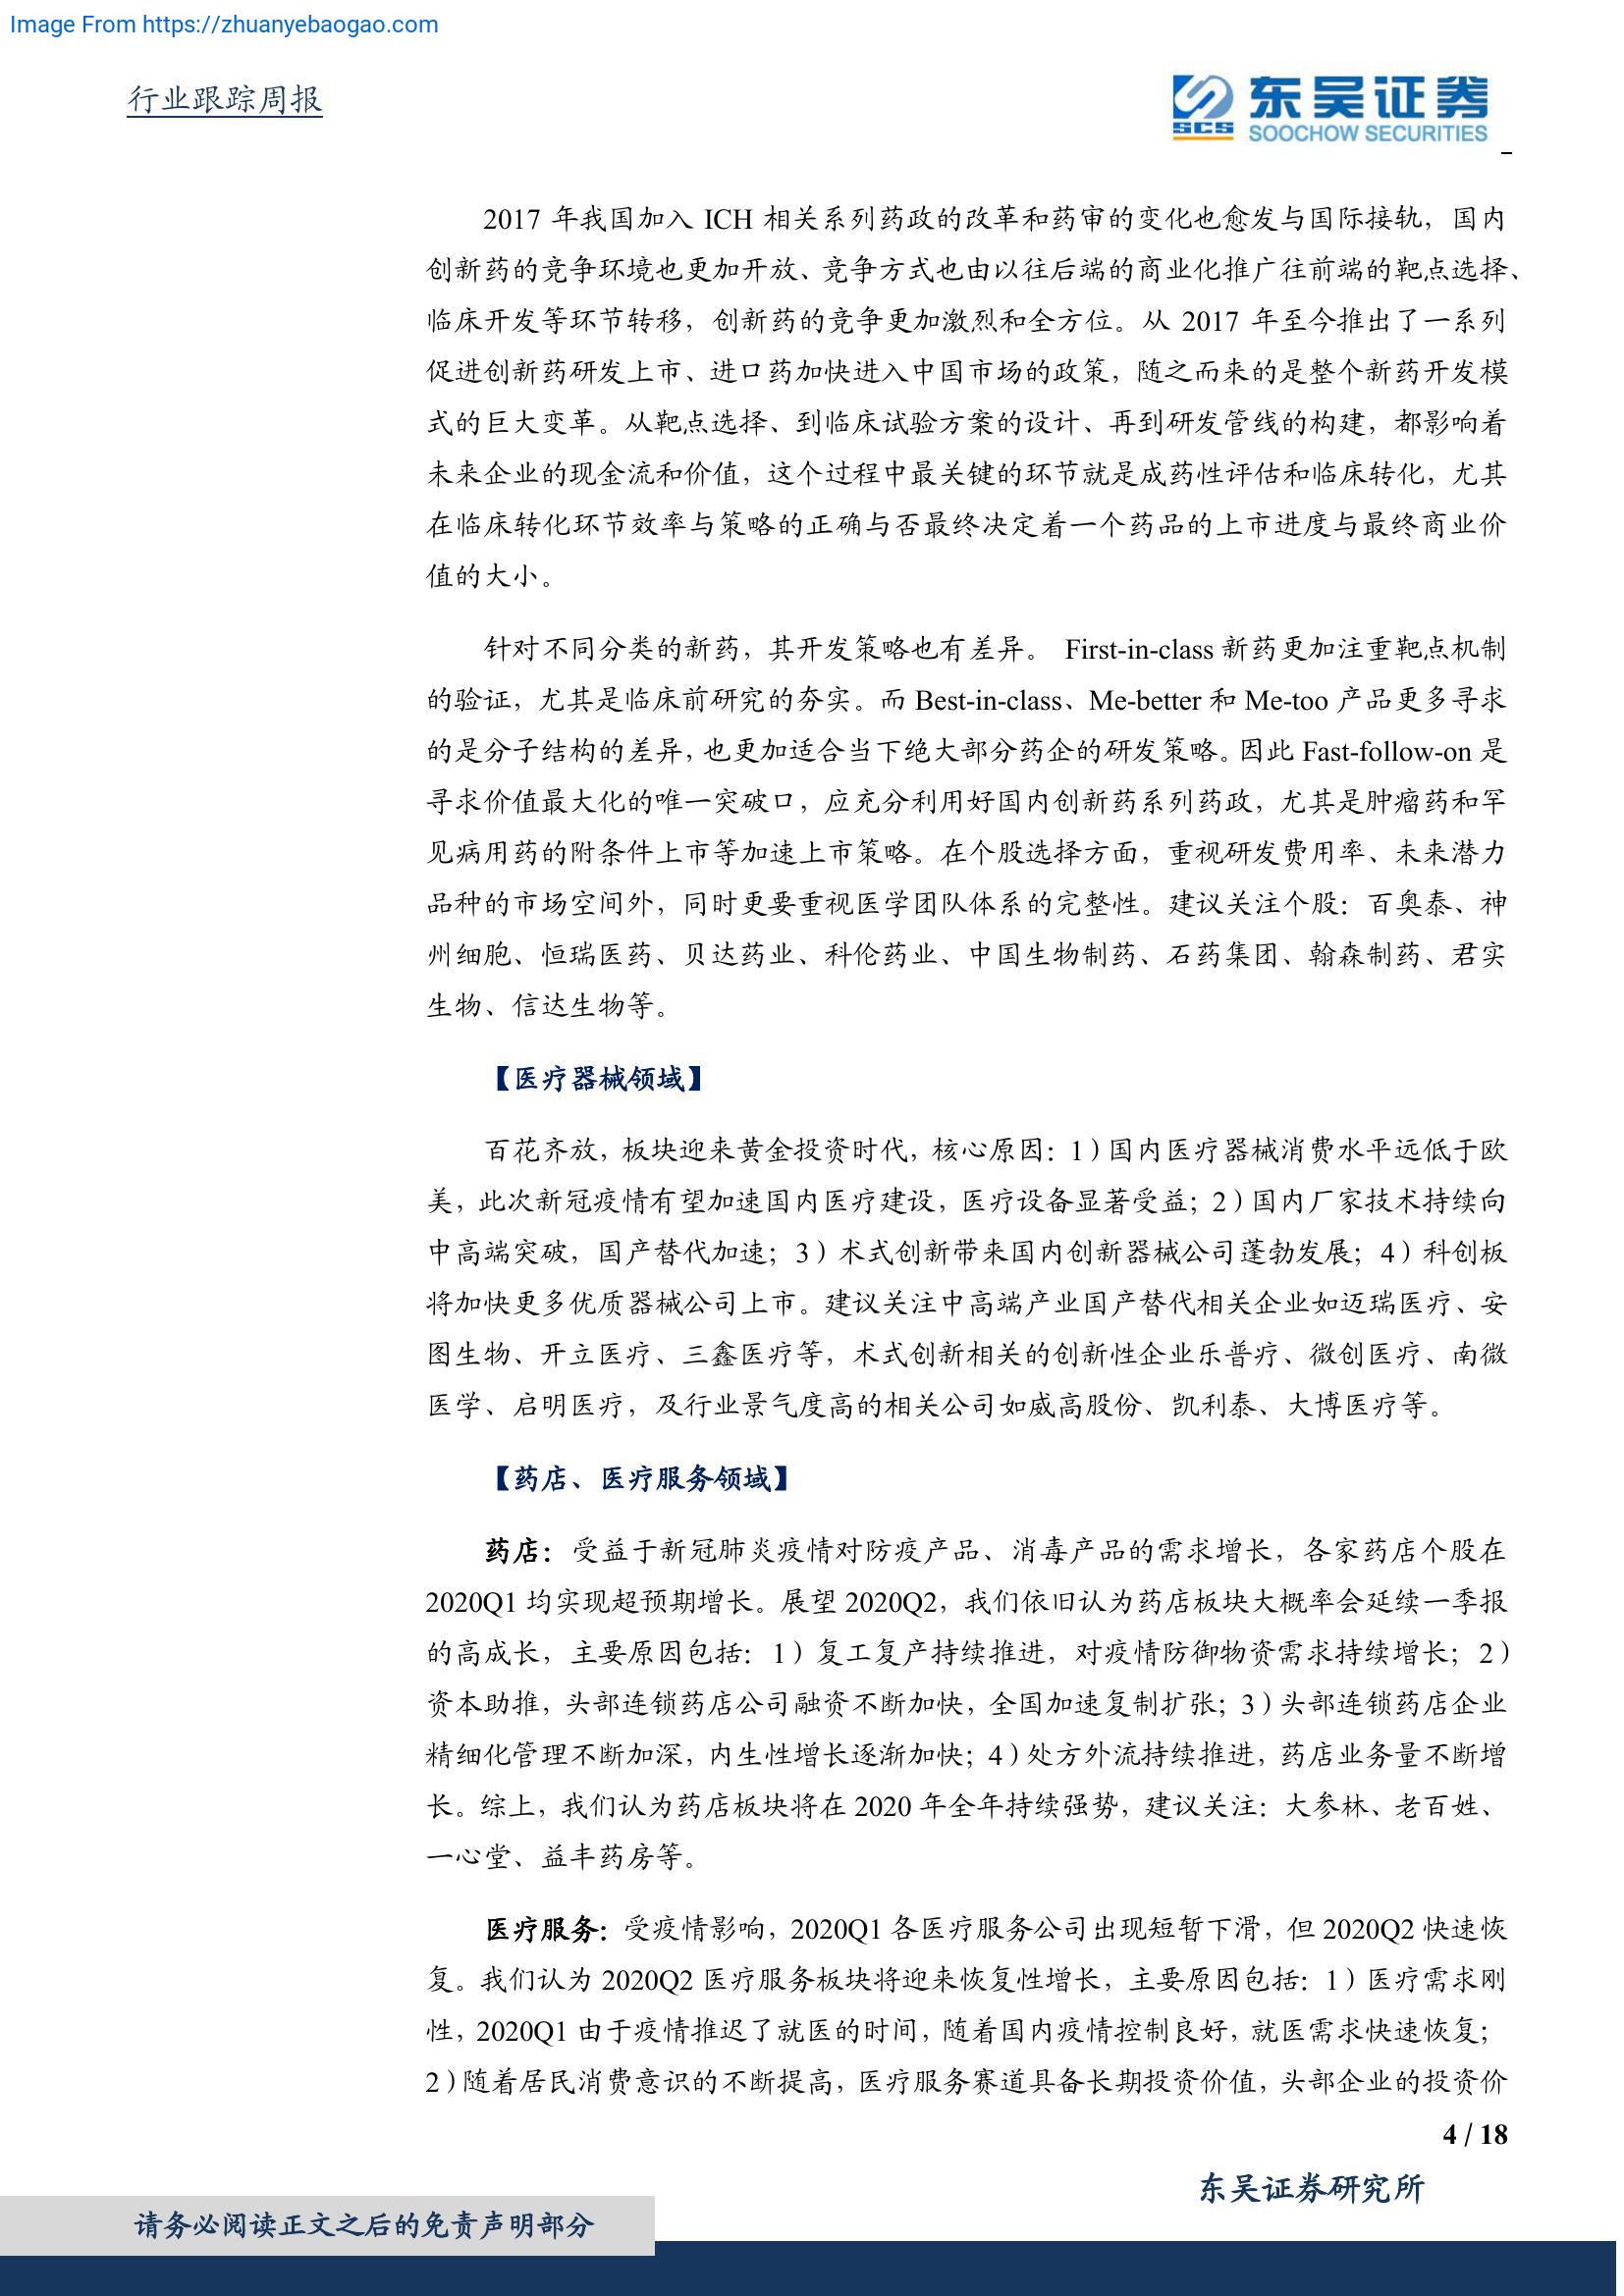 Image From https://zhuanyebaogao.com
行业跟踪周报
东吴证券
SCS
SOOCHOW SECURITIES
2017 年我国加入 ICH 相关系列药政的改革和药审的变化也愈发与国际接轨，国内
创新药的竞争环境也更加开放、竞争方式也由以往后端的商业化推广往前端的靶点选择、
临床开发等环节转移，创新药的竞争更加激烈和全方位。从 2017 年至今推出了一系列
促进创新药研发上市、进口药加快进入中国市场的政策，随之而来的是整个新药开发模
式的巨大变革。从靶点选择、到临床试验方案的设计、再到研发管线的构建，都影响着
未来企业的现金流和价值，这个过程中最关键的环节就是成药性评估和临床转化，尤其
在临床转化环节效率与策略的正确与否最终决定着一个药品的上市进度与最终商业价
值的大小。
针对不同分类的新药，其开发策略也有差异。 First-in-class 新药更加注重靶点机制
的验证，尤其是临床前研究的夯实。而 Best-in-class、Me-better 和 Me-too 产品更多寻求
的是分子结构的差异，也更加适合当下绝大部分药企的研发策略。因此 Fast-follow-on 是
寻求价值最大化的唯一突破口，应充分利用好国内创新药系列药政，尤其是肿瘤药和罕
见病用药的附条件上市等加速上市策略。在个股选择方面，重视研发费用率、未来潜力
品种的市场空间外，同时更要重视医学团队体系的完整性。建议关注个股：百奥泰、神
州细胞、恒瑞医药、贝达药业、科伦药业、中国生物制药、石药集团、翰森制药、君实
生物、信达生物等。
【医疗器械领域】
百花齐放，板块迎来黄金投资时代，核心原因：1）国内医疗器械消费水平远低于欧
美，此次新冠疫情有望加速国内医疗建设，医疗设备显著受益；2）国内厂家技术持续向
中高端突破，国产替代加速；3）术式创新带来国内创新器械公司蓬勃发展；4）科创板
将加快更多优质器械公司上市。建议关注中高端产业国产替代相关企业如迈瑞医疗、安
图生物、开立医疗、三鑫医疗等，术式创新相关的创新性企业乐普疗、微创医疗、南微
医学、启明医疗，及行业景气度高的相关公司如威高股份、凯利泰、大博医疗等。
【药店、医疗服务领域】
药店：受益于新冠肺炎疫情对防疫产品、消毒产品的需求增长，各家药店个股在
2020Q1 均实现超预期增长。展望 2020Q2，我们依旧认为药店板块大概率会延续一季报
的高成长，主要原因包括：1）复工复产持续推进，对疫情防御物资需求持续增长；2）
资本助推，头部连锁药店公司融资不断加快，全国加速复制扩张；3）头部连锁药店企业
精细化管理不断加深，内生性增长逐渐加快；4）处方外流持续推进，药店业务量不断增
长。综上，我们认为药店板块将在 2020 年全年持续强势，建议关注：大参林、老百姓、
一心堂、益丰药房等。
医疗服务：受疫情影响，2020Q1 各医疗服务公司出现短暂下滑，但 2020Q2 快速恢
复。我们认为 2020Q2 医疗服务板块将迎来恢复性增长，主要原因包括：1）医疗需求刚
性，2020Q1 由于疫情推迟了就医的时间，随着国内疫情控制良好，就医需求快速恢复；
2）随着居民消费意识的不断提高，医疗服务赛道具备长期投资价值，头部企业的投资价
4 / 18
东吴证券研究所
请务必阅读正文之后的免责声明部分